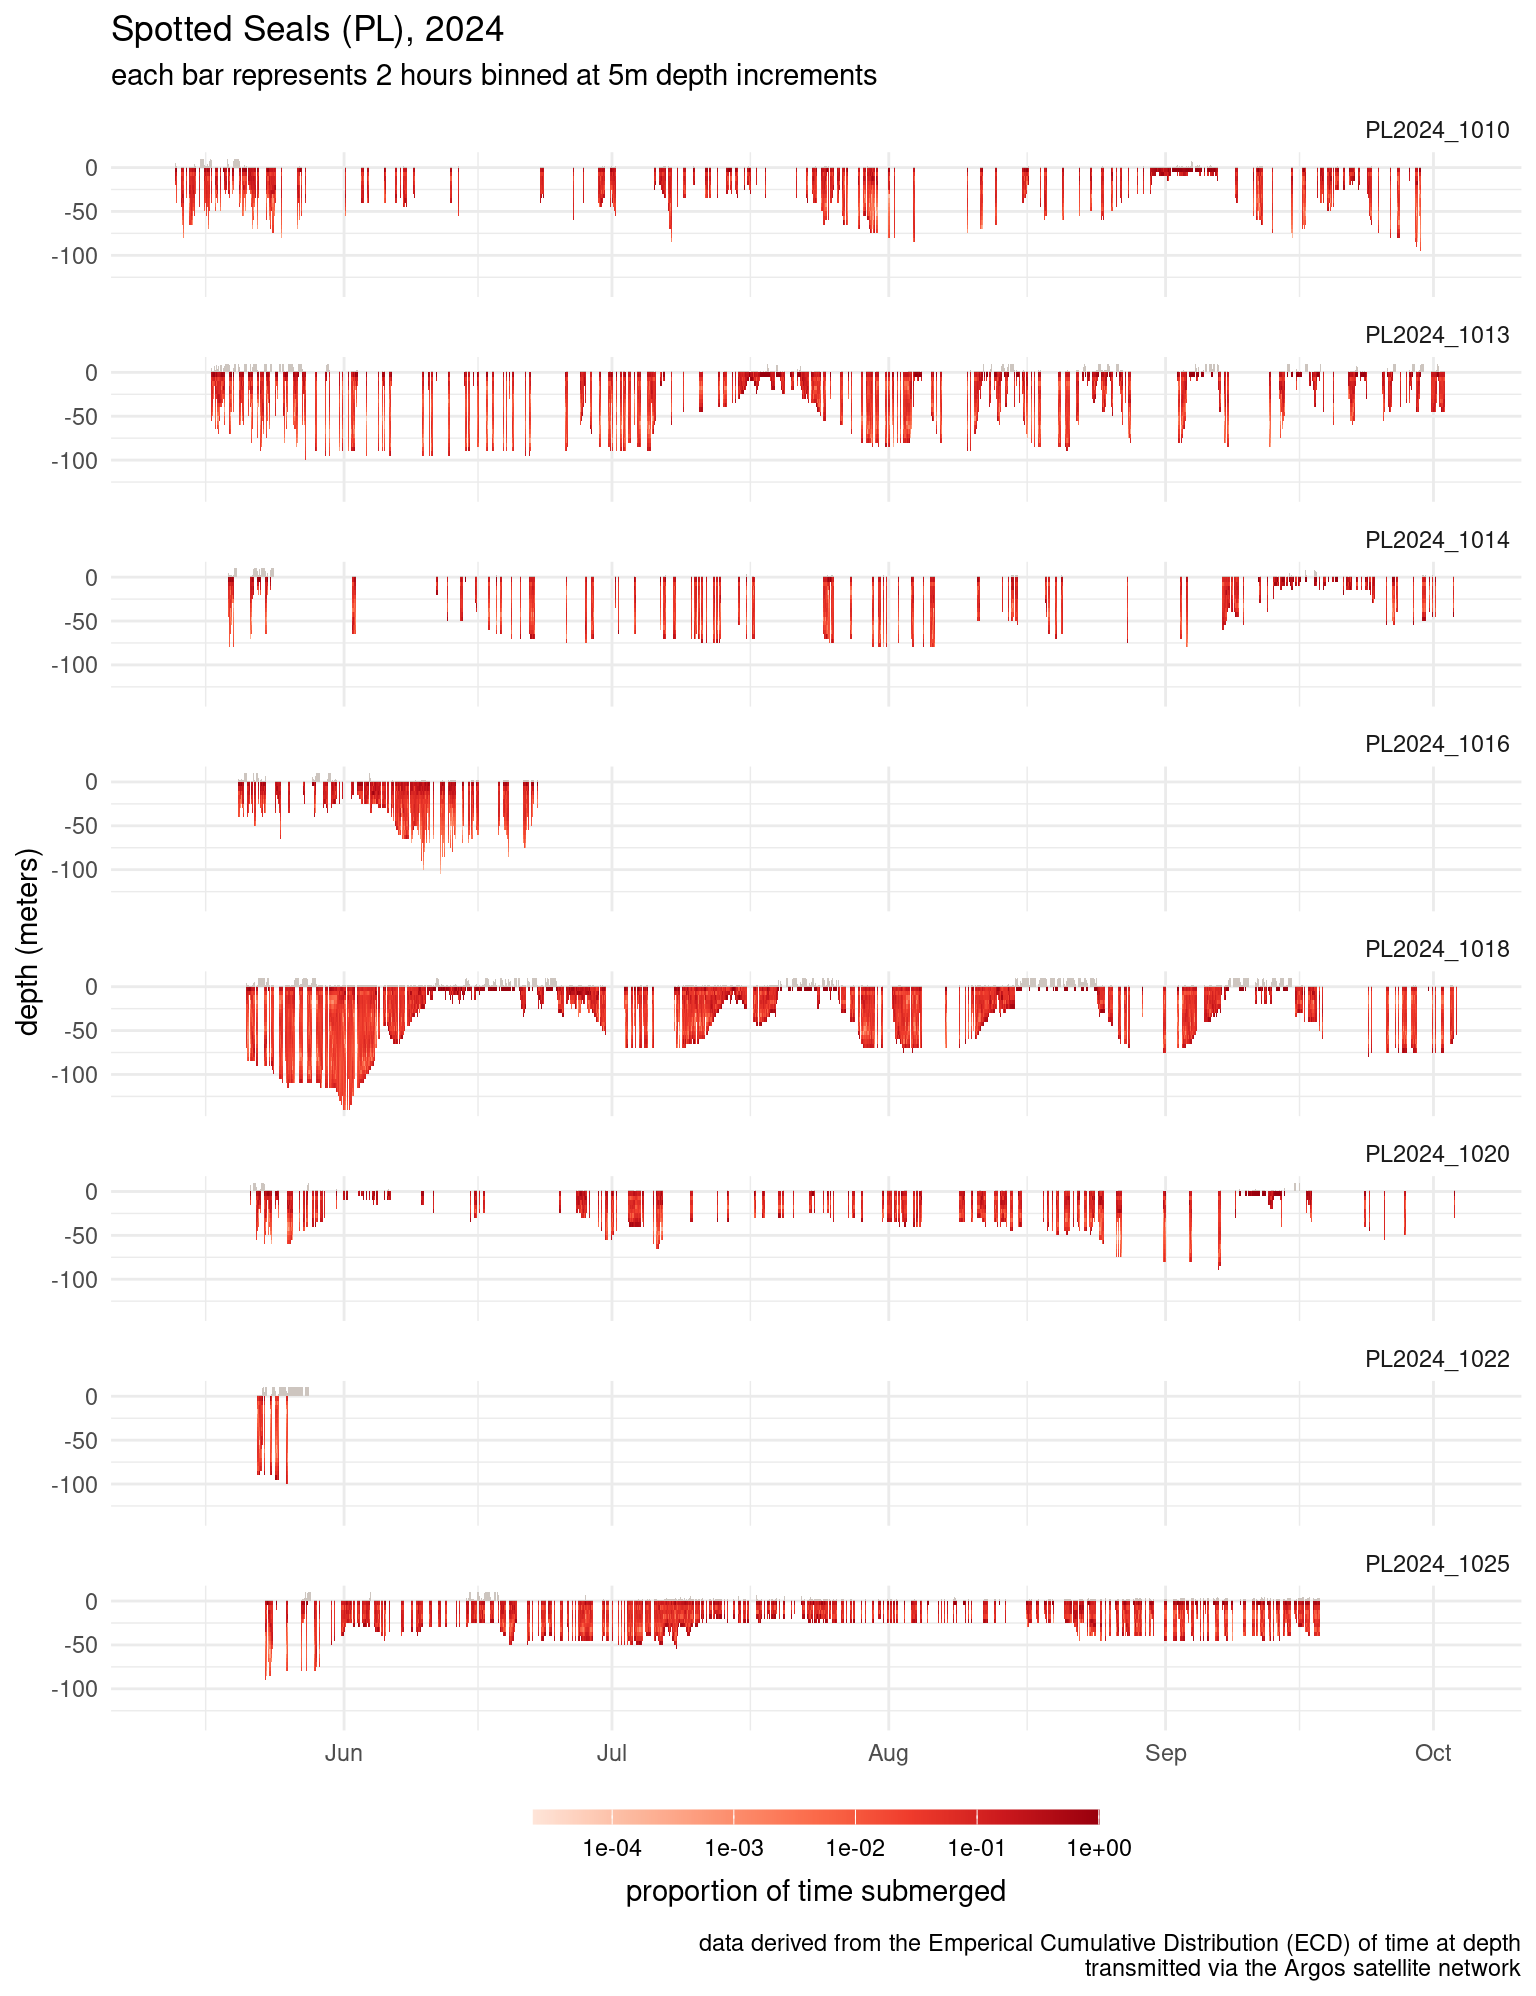 Spotted Seals (PL), 2024
each bar represents 2 hours binned at 5m depth increments
PL2024_1010
0
-50
-100
PL2024_1013
0
-50
-100
PL2024_1014
0
-50
-100
PL2024_1016
0
-50
-100
depth (meters)
PL2024_1018
0
-50
-100
PL2024_1020
0
-50
-100
PL2024_1022
0
-50
-100
PL2024_1025
0
-50
-100
Jun Jul Aug Sep Oct
1e-04 1e-03 1e-02 1e-01 1e+00
proportion of time submerged
data derived from the Emperical Cumulative Distribution (ECD) of time at depth
transmitted via the Argos satellite network